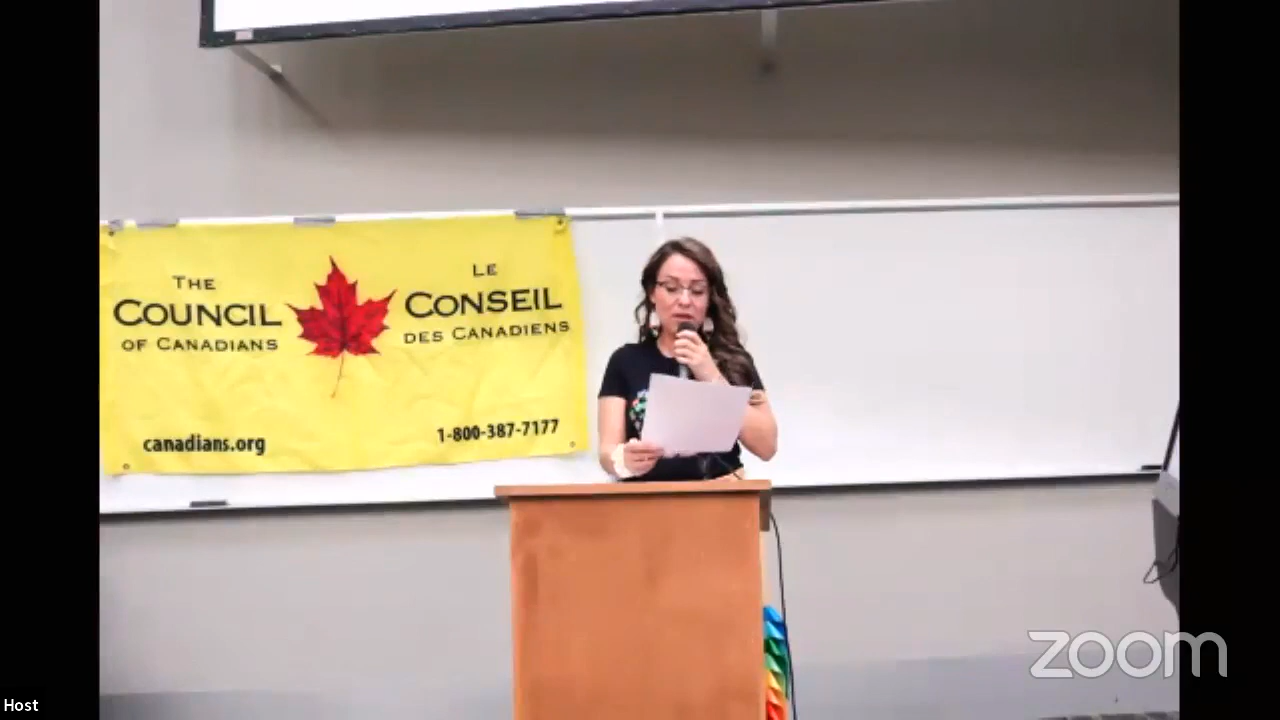 THE
COUNCIL
OF CANADIANS
LE
CONSEIL
DES CANADIENS
canadians.org
1-800-387-7177
zoom
Host